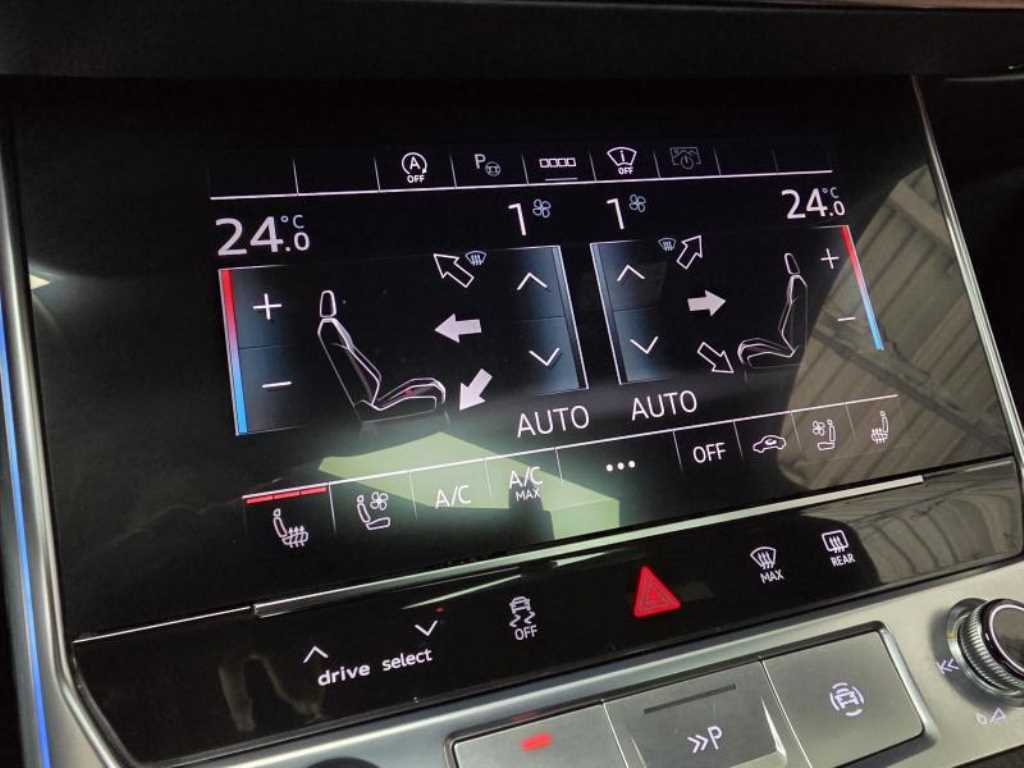 A
OFF
P
i
OFF
24.0 °C
1
1
24.0 °C
+
−
+
−
AUTO
AUTO
A/C
A/C
MAX
•••
OFF
MAX
REAR
OFF
drive select
>>P